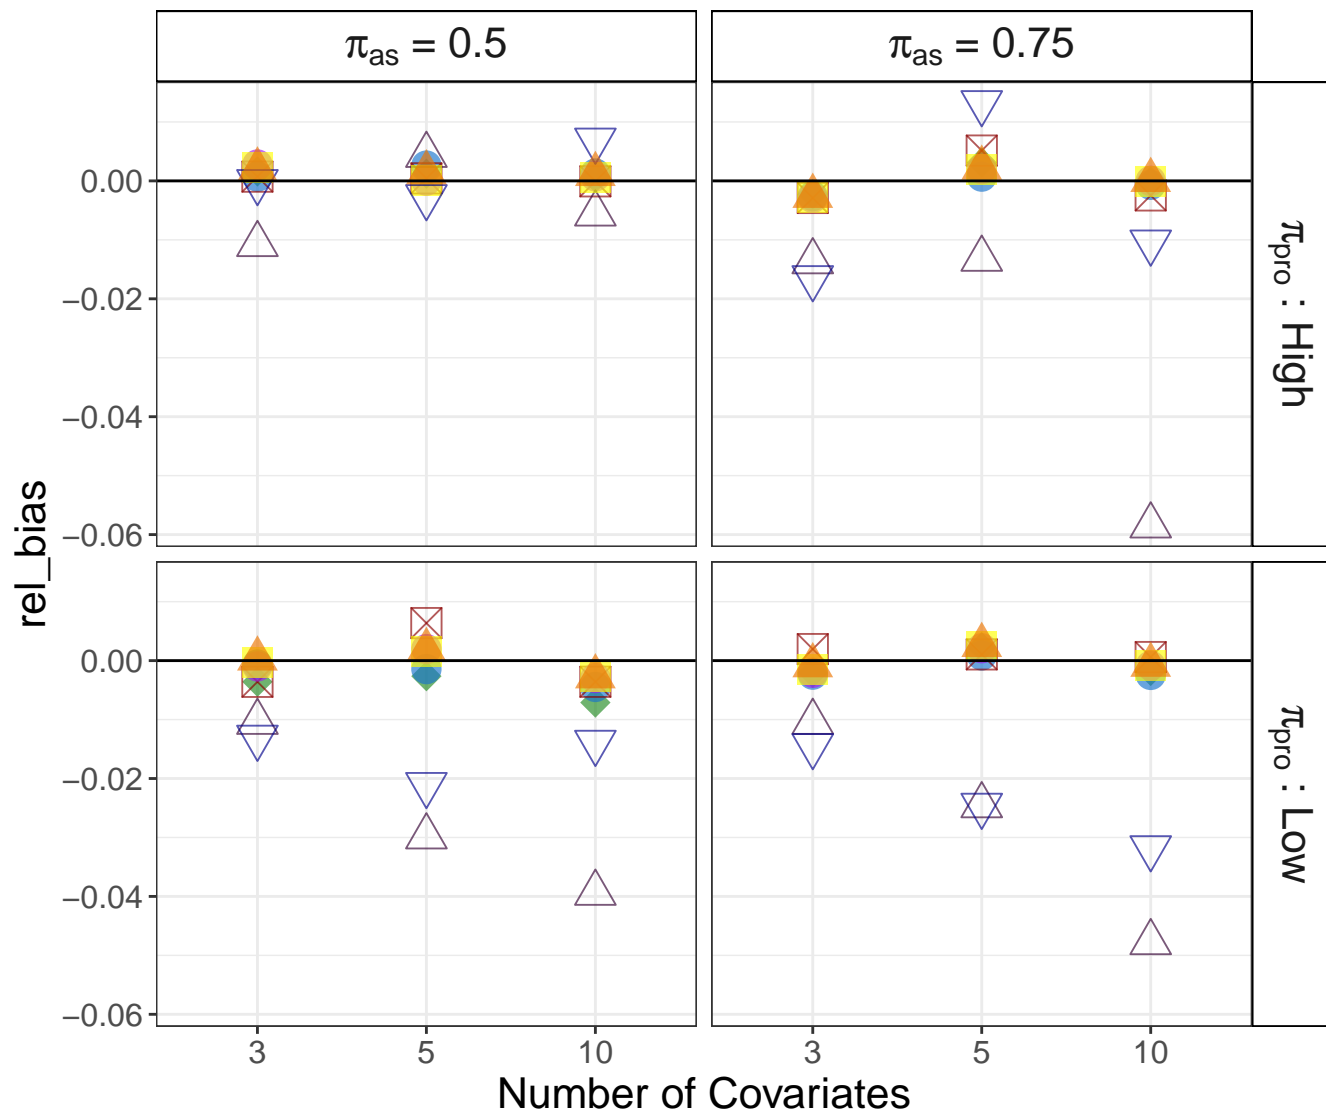 π_as = 0.5
π_as = 0.75
0.00
−0.02
−0.04
−0.06
π_pro : High
rel_bias
0.00
−0.02
−0.04
−0.06
π_pro : Low
3 5 10
3 5 10
Number of Covariates